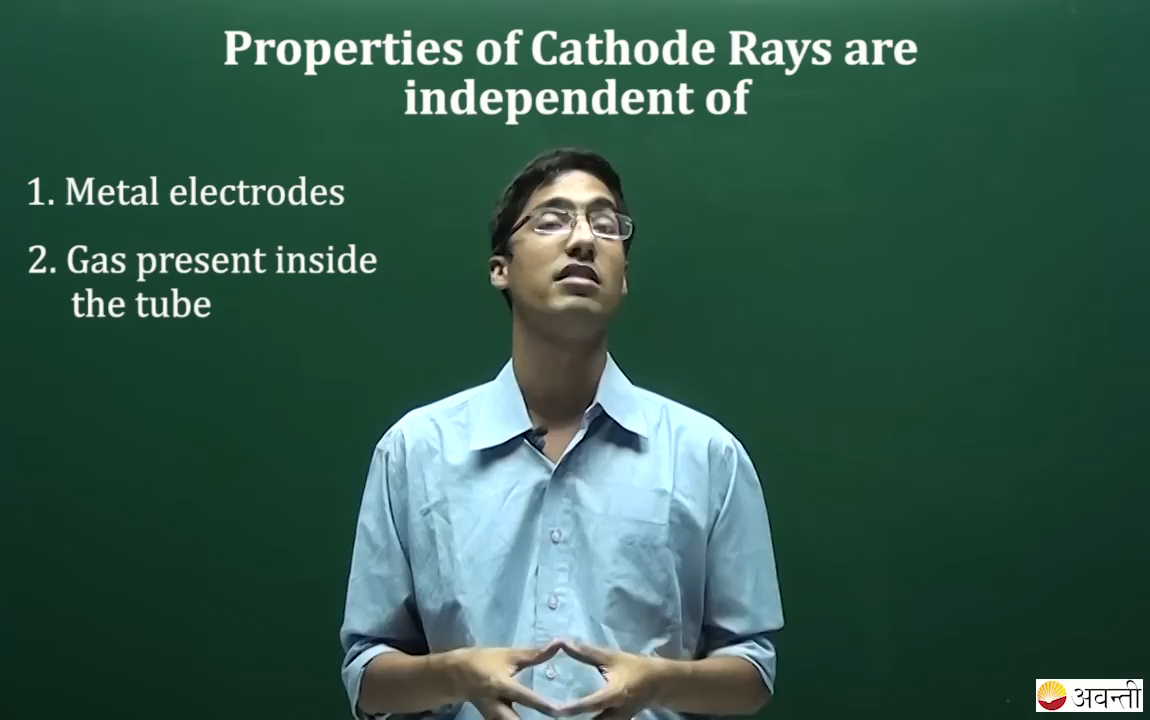 Properties of Cathode Rays are
independent of
1. Metal electrodes
2. Gas present inside
the tube
अवन्ती